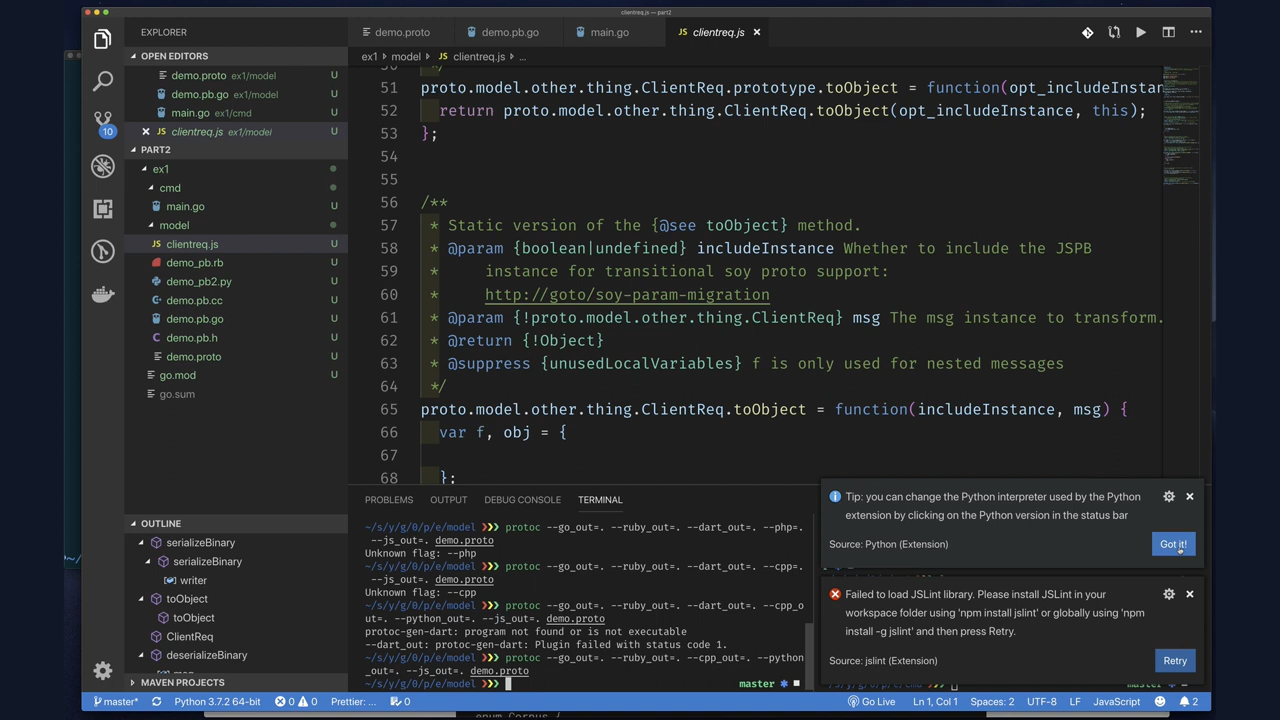 clientreq.js — part2
EXPLORER
demo.proto
demo.pb.go
main.go
clientreq.js
OPEN EDITORS
demo.proto ex1/model U
demo.pb.go ex1/model U
main.go ex1/cmd U
clientreq.js ex1/model U
PART2
ex1
cmd
main.go U
model
clientreq.js U
demo_pb.rb U
demo_pb2.py U
demo.pb.cc U
demo.pb.go U
demo.pb.h U
demo.proto U
go.mod U
go.sum
10
OUTLINE
serializeBinary
serializeBinary
writer
toObject
toObject
ClientReq
deserializeBinary
MAVEN PROJECTS
ex1 › model › JS clientreq.js › ...
51 proto.model.other.thing.ClientReq.prototype.toObject = function(opt_includeInstan
52 return proto.model.other.thing.ClientReq.toObject(opt_includeInstance, this);
53 };
54
55
56 /**
57 * Static version of the {@see toObject} method.
58 * @param {boolean|undefined} includeInstance Whether to include the JSPB
59 * instance for transitional soy proto support:
60 * http://goto/soy-param-migration
61 * @param {!proto.model.other.thing.ClientReq} msg The msg instance to transform.
62 * @return {!Object}
63 * @suppress {unusedLocalVariables} f is only used for nested messages
64 */
65 proto.model.other.thing.ClientReq.toObject = function(includeInstance, msg) {
66 var f, obj = {
67
68 };
PROBLEMS OUTPUT DEBUG CONSOLE TERMINAL
~/s/y/g/0/p/e/model ❯❯❯ protoc --go_out=. --ruby_out=. --dart_out=. --php=.
--js_out=. demo.proto
Unknown flag: --php
~/s/y/g/0/p/e/model ❯❯❯ protoc --go_out=. --ruby_out=. --dart_out=. --cpp=.
--js_out=. demo.proto
Unknown flag: --cpp
~/s/y/g/0/p/e/model ❯❯❯ protoc --go_out=. --ruby_out=. --dart_out=. --cpp_o
ut=. --python_out=. --js_out=. demo.proto
protoc-gen-dart: program not found or is not executable
--dart_out: protoc-gen-dart: Plugin failed with status code 1.
~/s/y/g/0/p/e/model ❯❯❯ protoc --go_out=. --ruby_out=. --cpp_out=. --python
_out=. --js_out=. demo.proto
~/s/y/g/0/p/e/model ❯❯❯ master
Tip: you can change the Python interpreter used by the Python
extension by clicking on the Python version in the status bar
Source: Python (Extension)
Got it!
Failed to load JSLint library. Please install JSLint in your
workspace folder using 'npm install jslint' or globally using 'npm
install -g jslint' and then press Retry.
Source: jslint (Extension)
Retry
master* Python 3.7.2 64-bit 0 0 Prettier: ... 0 Go Live Ln 1, Col 1 Spaces: 2 UTF-8 LF JavaScript 2